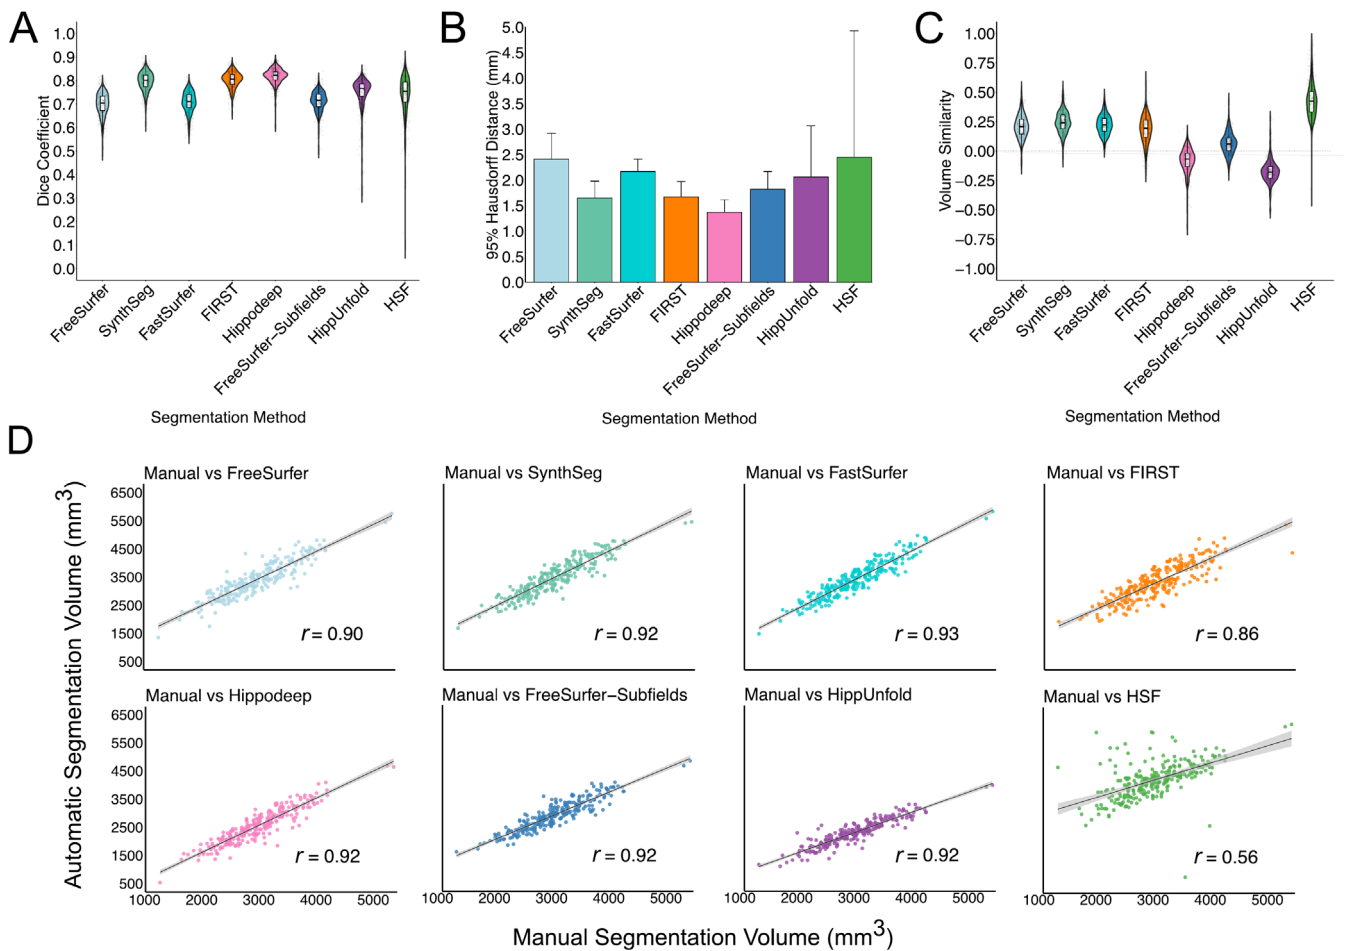 A
1.0
0.9
0.8
0.7
0.6
0.5
0.4
0.3
0.2
0.1
0.0
Dice Coefficient
FreeSurfer
SynthSeg
FastSurfer
FIRST
Hippodeep
FreeSurfer–Subfields
HippUnfold
HSF
Segmentation Method
B
5.0
4.5
4.0
3.5
3.0
2.5
2.0
1.5
1.0
0.5
0.0
95% Hausdorff Distance (mm)
FreeSurfer
SynthSeg
FastSurfer
FIRST
Hippodeep
FreeSurfer–Subfields
HippUnfold
HSF
Segmentation Method
C
1.00
0.75
0.50
0.25
0.00
−0.25
−0.50
−0.75
−1.00
Volume Similarity
FreeSurfer
SynthSeg
FastSurfer
FIRST
Hippodeep
FreeSurfer–Subfields
HippUnfold
HSF
Segmentation Method
D
Automatic Segmentation Volume (mm³)
Manual vs FreeSurfer
6500
5500
4500
3500
2500
1500
500
r = 0.90
Manual vs SynthSeg
r = 0.92
Manual vs FastSurfer
r = 0.93
Manual vs FIRST
r = 0.86
Manual vs Hippodeep
6500
5500
4500
3500
2500
1500
500
r = 0.92
1000 2000 3000 4000 5000
Manual vs FreeSurfer–Subfields
r = 0.92
1000 2000 3000 4000 5000
Manual vs HippUnfold
r = 0.92
1000 2000 3000 4000 5000
Manual vs HSF
r = 0.56
1000 2000 3000 4000 5000
Manual Segmentation Volume (mm³)